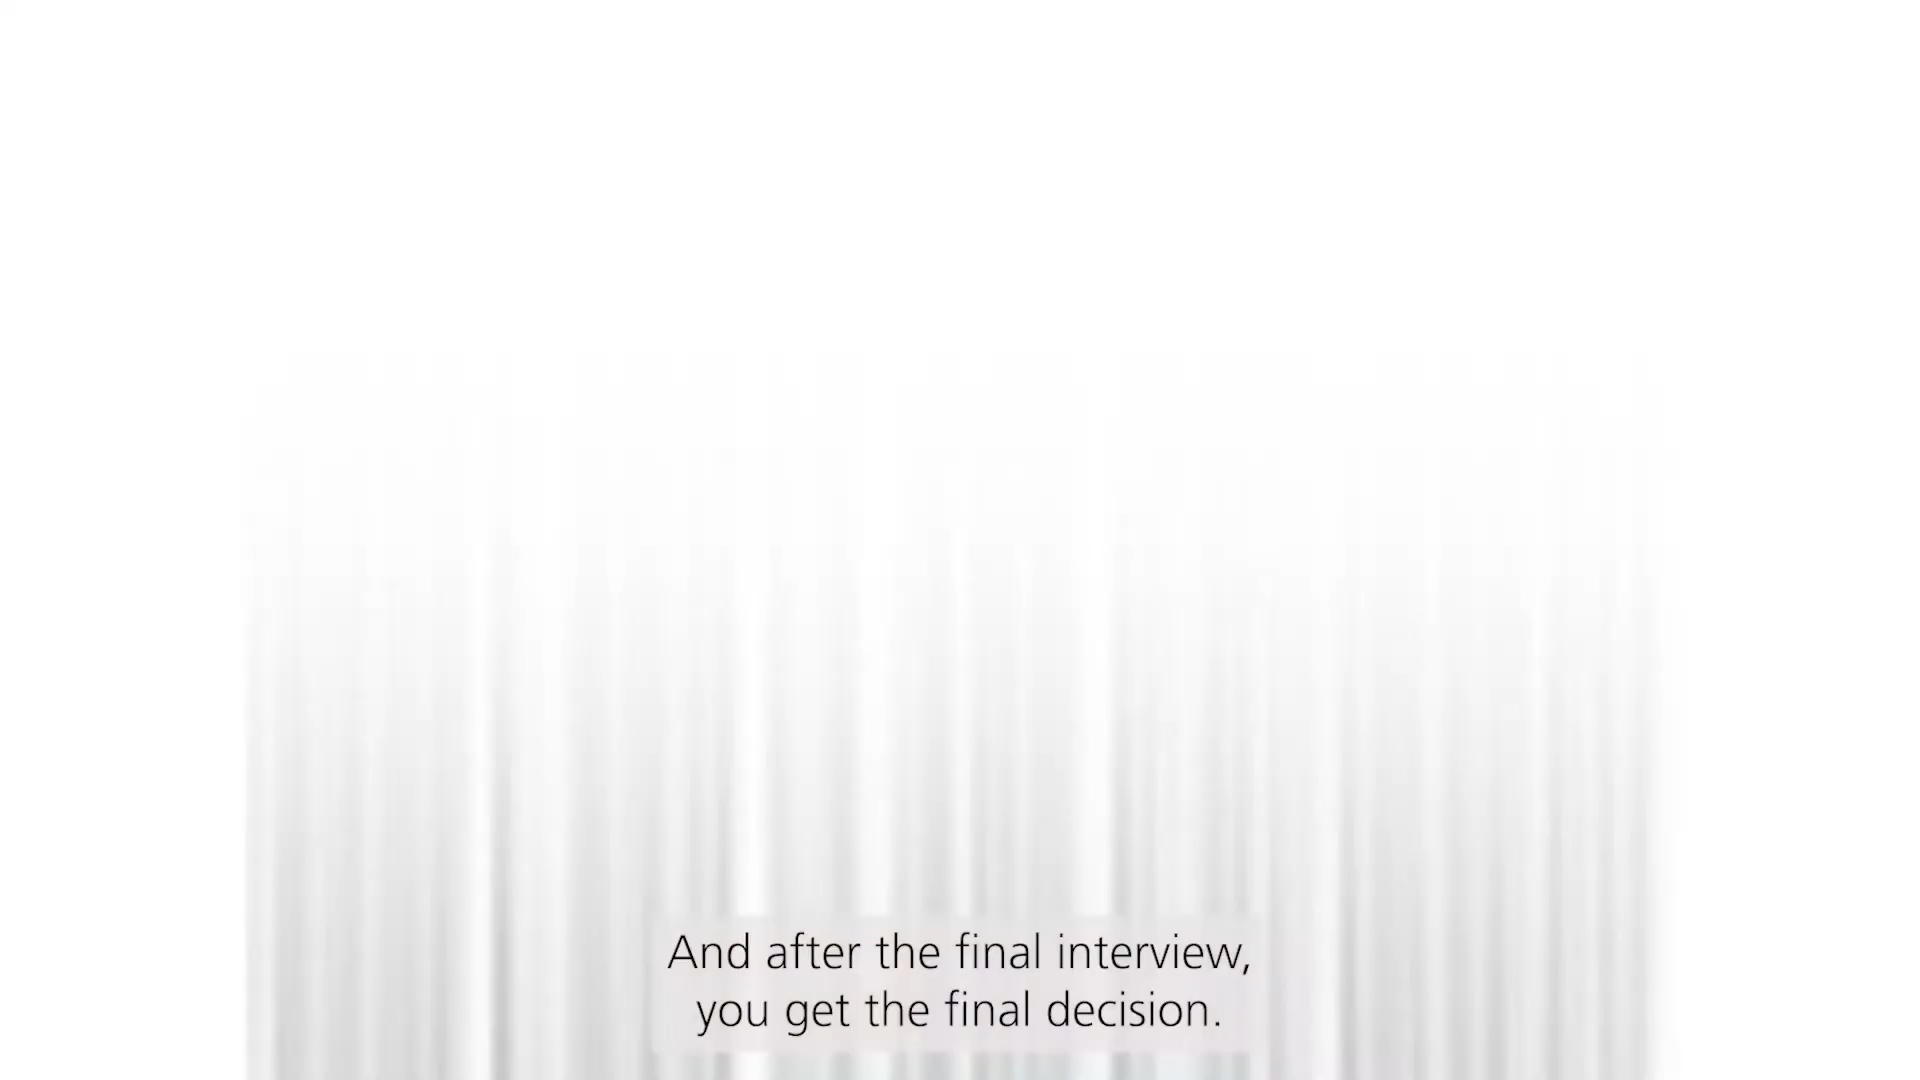 And after the final interview,
you get the final decision.